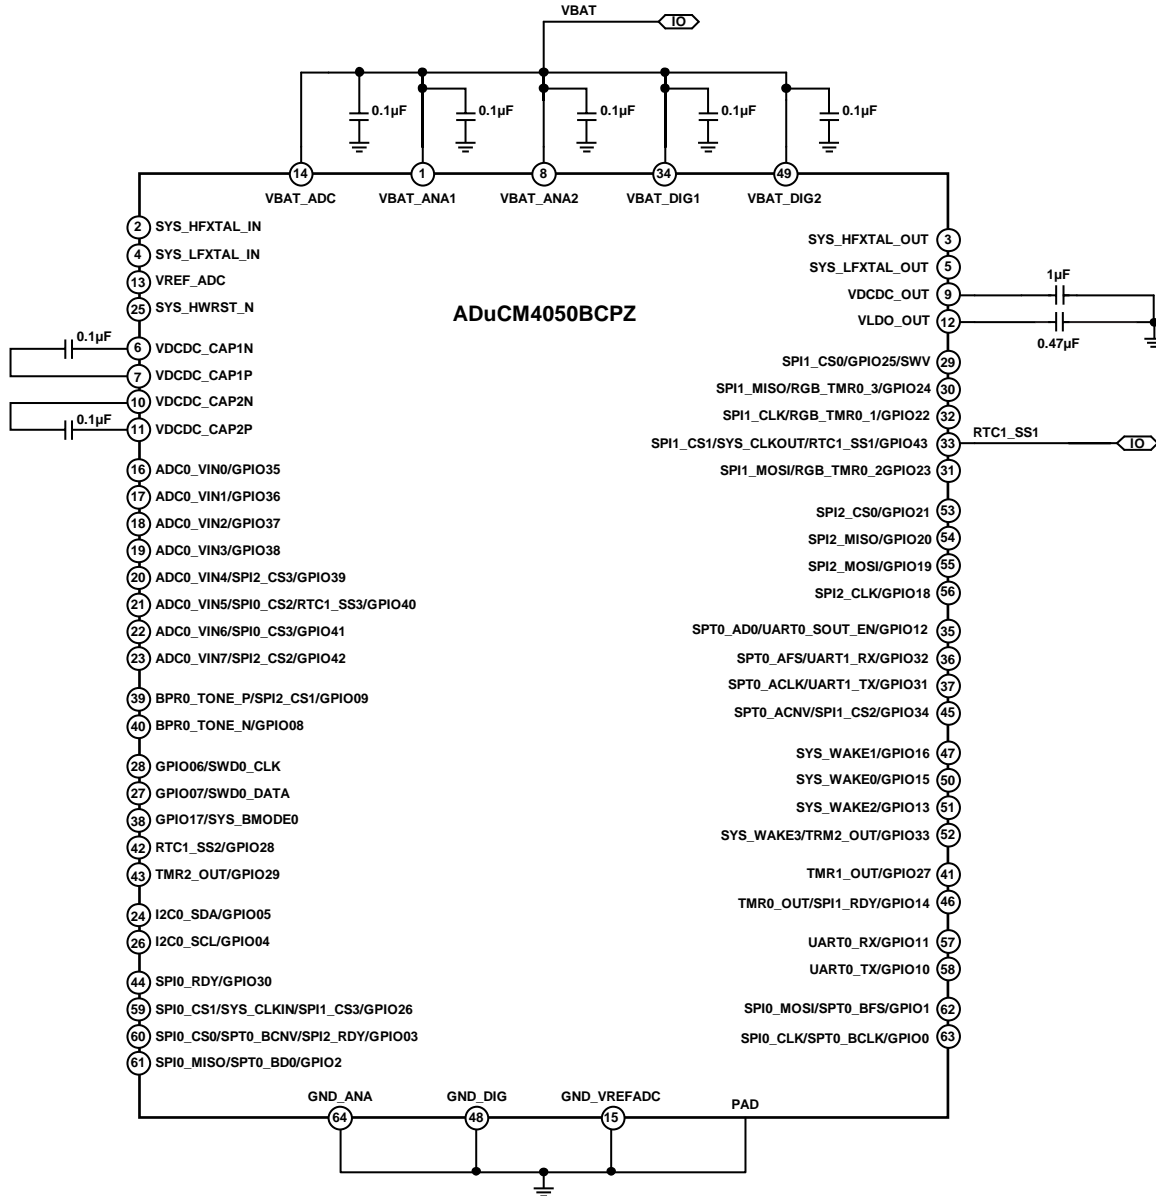 VBAT
IO
0.1µF
0.1µF
0.1µF
0.1µF
0.1µF
14
1
8
34
49
VBAT_ADC
VBAT_ANA1
VBAT_ANA2
VBAT_DIG1
VBAT_DIG2
ADuCM4050BCPZ
2 SYS_HFXTAL_IN
4 SYS_LFXTAL_IN
13 VREF_ADC
25 SYS_HWRST_N
0.1µF
6 VDCDC_CAP1N
7 VDCDC_CAP1P
10 VDCDC_CAP2N
0.1µF
11 VDCDC_CAP2P
16 ADC0_VIN0/GPIO35
17 ADC0_VIN1/GPIO36
18 ADC0_VIN2/GPIO37
19 ADC0_VIN3/GPIO38
20 ADC0_VIN4/SPI2_CS3/GPIO39
21 ADC0_VIN5/SPI0_CS2/RTC1_SS3/GPIO40
22 ADC0_VIN6/SPI0_CS3/GPIO41
23 ADC0_VIN7/SPI2_CS2/GPIO42
39 BPR0_TONE_P/SPI2_CS1/GPIO09
40 BPR0_TONE_N/GPIO08
28 GPIO06/SWD0_CLK
27 GPIO07/SWD0_DATA
38 GPIO17/SYS_BMODE0
42 RTC1_SS2/GPIO28
43 TMR2_OUT/GPIO29
24 I2C0_SDA/GPIO05
26 I2C0_SCL/GPIO04
44 SPI0_RDY/GPIO30
59 SPI0_CS1/SYS_CLKIN/SPI1_CS3/GPIO26
60 SPI0_CS0/SPT0_BCNV/SPI2_RDY/GPIO03
61 SPI0_MISO/SPT0_BD0/GPIO2
SYS_HFXTAL_OUT 3
SYS_LFXTAL_OUT 5
1µF
VDCDC_OUT 9
VLDO_OUT 12
0.47µF
SPI1_CS0/GPIO25/SWV 29
SPI1_MISO/RGB_TMR0_3/GPIO24 30
SPI1_CLK/RGB_TMR0_1/GPIO22 32
SPI1_CS1/SYS_CLKOUT/RTC1_SS1/GPIO43 33
RTC1_SS1
IO
SPI1_MOSI/RGB_TMR0_2GPIO23 31
SPI2_CS0/GPIO21 53
SPI2_MISO/GPIO20 54
SPI2_MOSI/GPIO19 55
SPI2_CLK/GPIO18 56
SPT0_AD0/UART0_SOUT_EN/GPIO12 35
SPT0_AFS/UART1_RX/GPIO32 36
SPT0_ACLK/UART1_TX/GPIO31 37
SPT0_ACNV/SPI1_CS2/GPIO34 45
SYS_WAKE1/GPIO16 47
SYS_WAKE0/GPIO15 50
SYS_WAKE2/GPIO13 51
SYS_WAKE3/TRM2_OUT/GPIO33 52
TMR1_OUT/GPIO27 41
TMR0_OUT/SPI1_RDY/GPIO14 46
UART0_RX/GPIO11 57
UART0_TX/GPIO10 58
SPI0_MOSI/SPT0_BFS/GPIO1 62
SPI0_CLK/SPT0_BCLK/GPIO0 63
GND_ANA
GND_DIG
GND_VREFADC
PAD
64
48
15